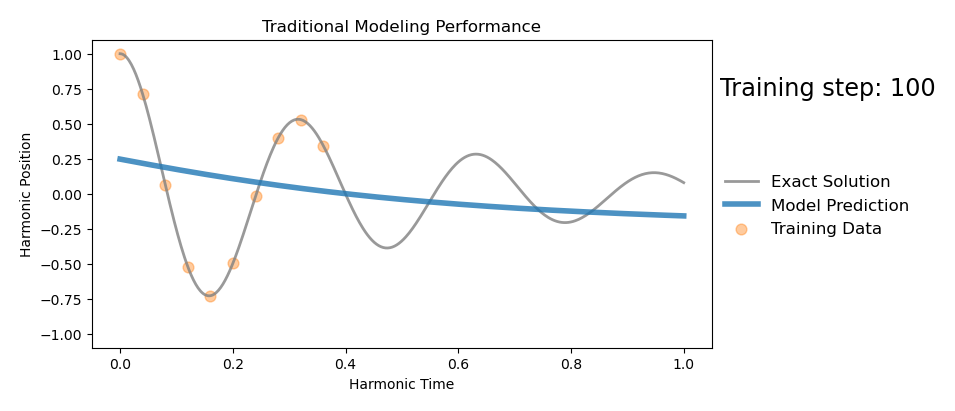 Traditional Modeling Performance
Training step: 100
Harmonic Position
1.00
0.75
0.50
0.25
0.00
−0.25
−0.50
−0.75
−1.00
0.0
0.2
0.4
0.6
0.8
1.0
Harmonic Time
Exact Solution
Model Prediction
Training Data